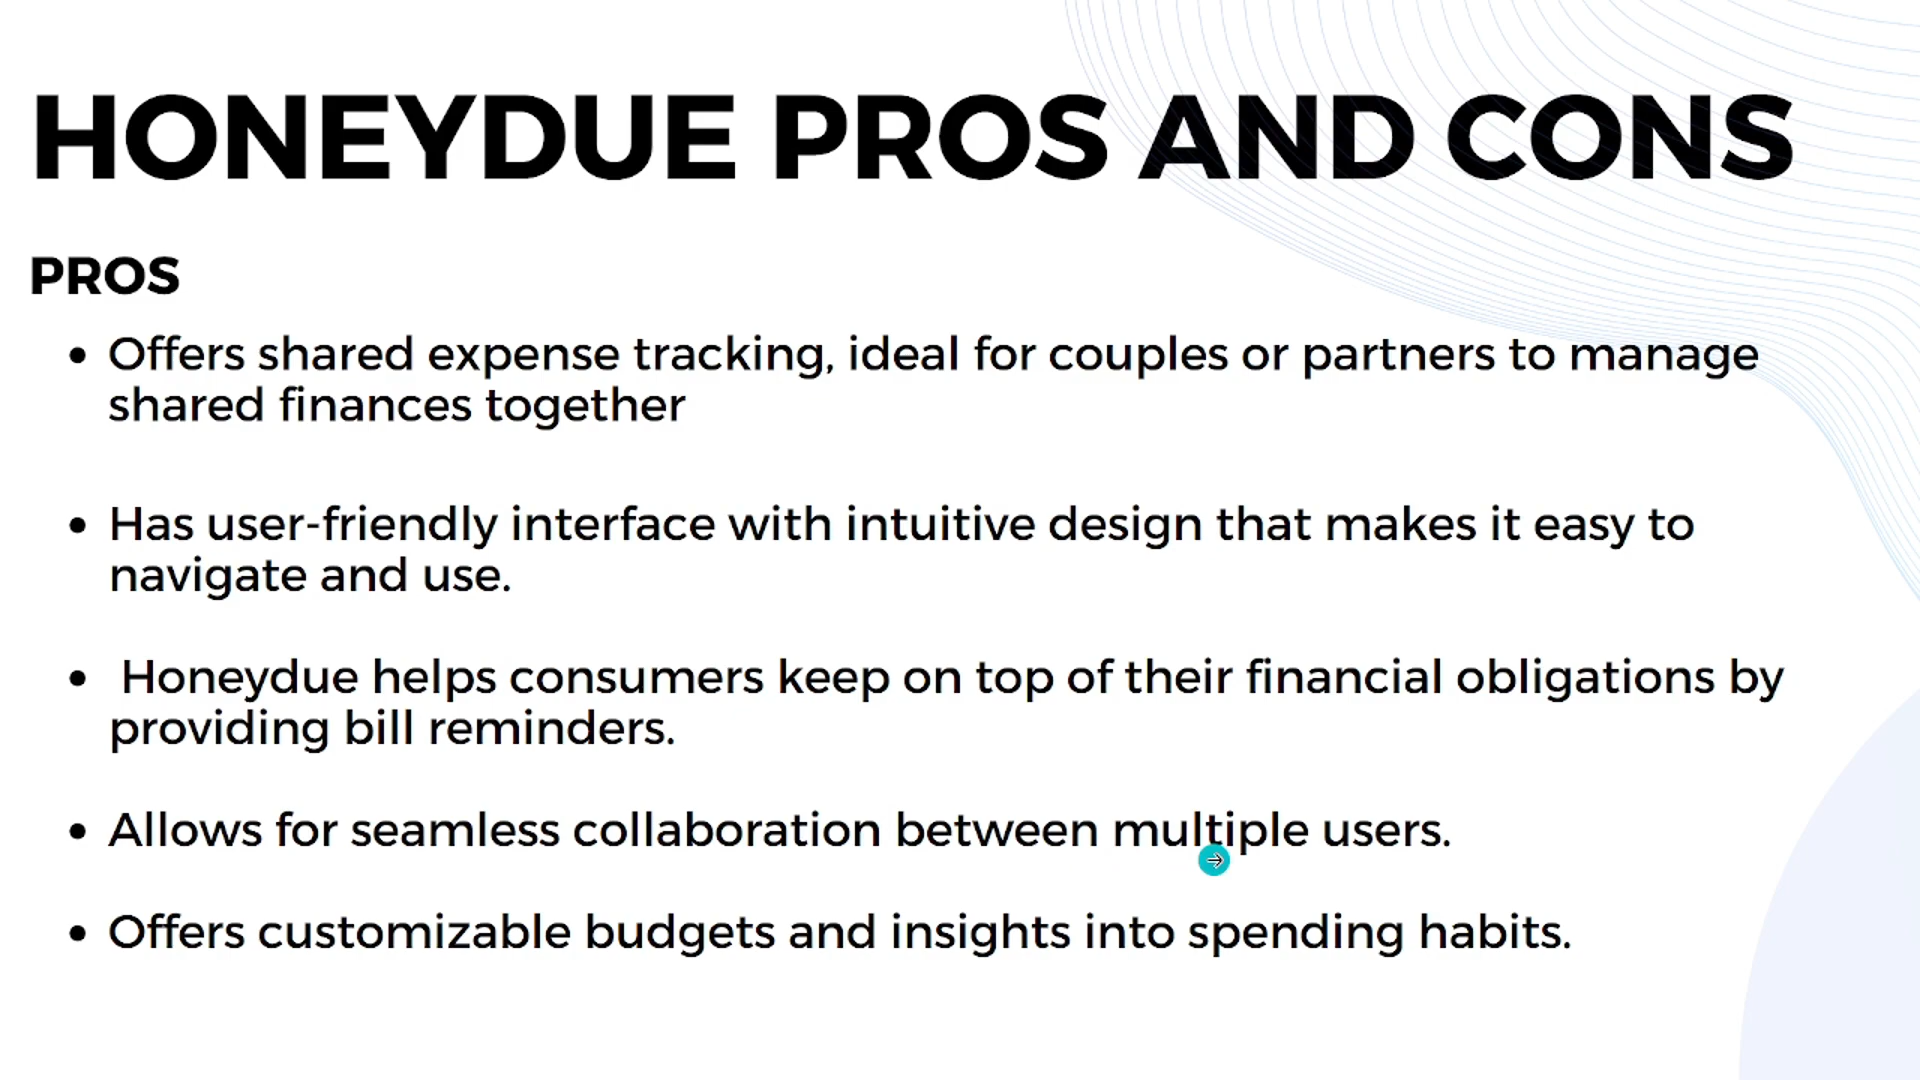 HONEYDUE PROS AND CONS
PROS
• Offers shared expense tracking, ideal for couples or partners to manage
shared finances together
• Has user-friendly interface with intuitive design that makes it easy to
navigate and use.
• Honeydue helps consumers keep on top of their financial obligations by
providing bill reminders.
• Allows for seamless collaboration between multiple users.
• Offers customizable budgets and insights into spending habits.